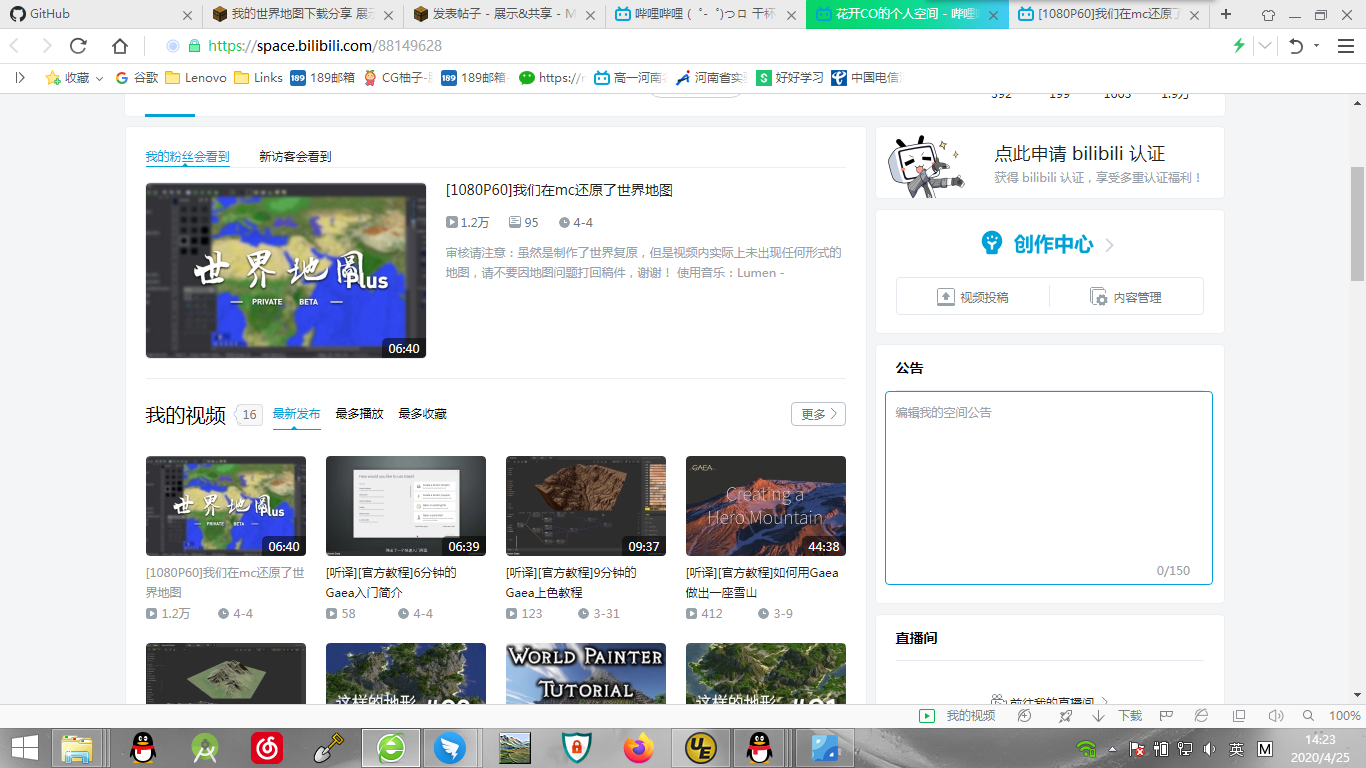 GitHub
我的世界地图下载分享 展示
发表帖子 - 展示&共享 - M
哔哩哔哩 ( ゜- ゜)つロ 干杯
花开CO的个人空间 - 哔哩
[1080P60]我们在mc还原了
https://space.bilibili.com/88149628
收藏
谷歌
Lenovo
Links
189邮箱
CG柚子-
189邮箱
https://
高一河南
河南省实
好好学习
中国电信
592 199 1003 1.9万
我的粉丝会看到 新访客会看到
世界地圖
Plus
PRIVATE BETA
06:40
[1080P60]我们在mc还原了世界地图
1.2万 95 4-4
审核请注意：虽然是制作了世界复原，但是视频内实际上未出现任何形式的
地图，请不要因地图问题打回稿件，谢谢！ 使用音乐：Lumen -
我的视频 16 最新发布 最多播放 最多收藏 更多
世界地圖
Plus
PRIVATE BETA
06:40
[1080P60]我们在mc还原了世
界地图
1.2万 4-4
06:39
[听译][官方教程]6分钟的
Gaea入门简介
58 4-4
09:37
[听译][官方教程]9分钟的
Gaea上色教程
123 3-31
GAEA
Creating a
Hero Mountain
44:38
[听译][官方教程]如何用Gaea
做出一座雪山
412 3-9
这样的地形
World Painter
Tutorial
这样的地形 #01
点此申请 bilibili 认证
获得 bilibili 认证，享受多重认证福利！
创作中心
视频投稿 内容管理
公告
编辑我的空间公告
0/150
直播间
前往我的直播间
我的视频
下载
100%
英
M
14:23
2020/4/25